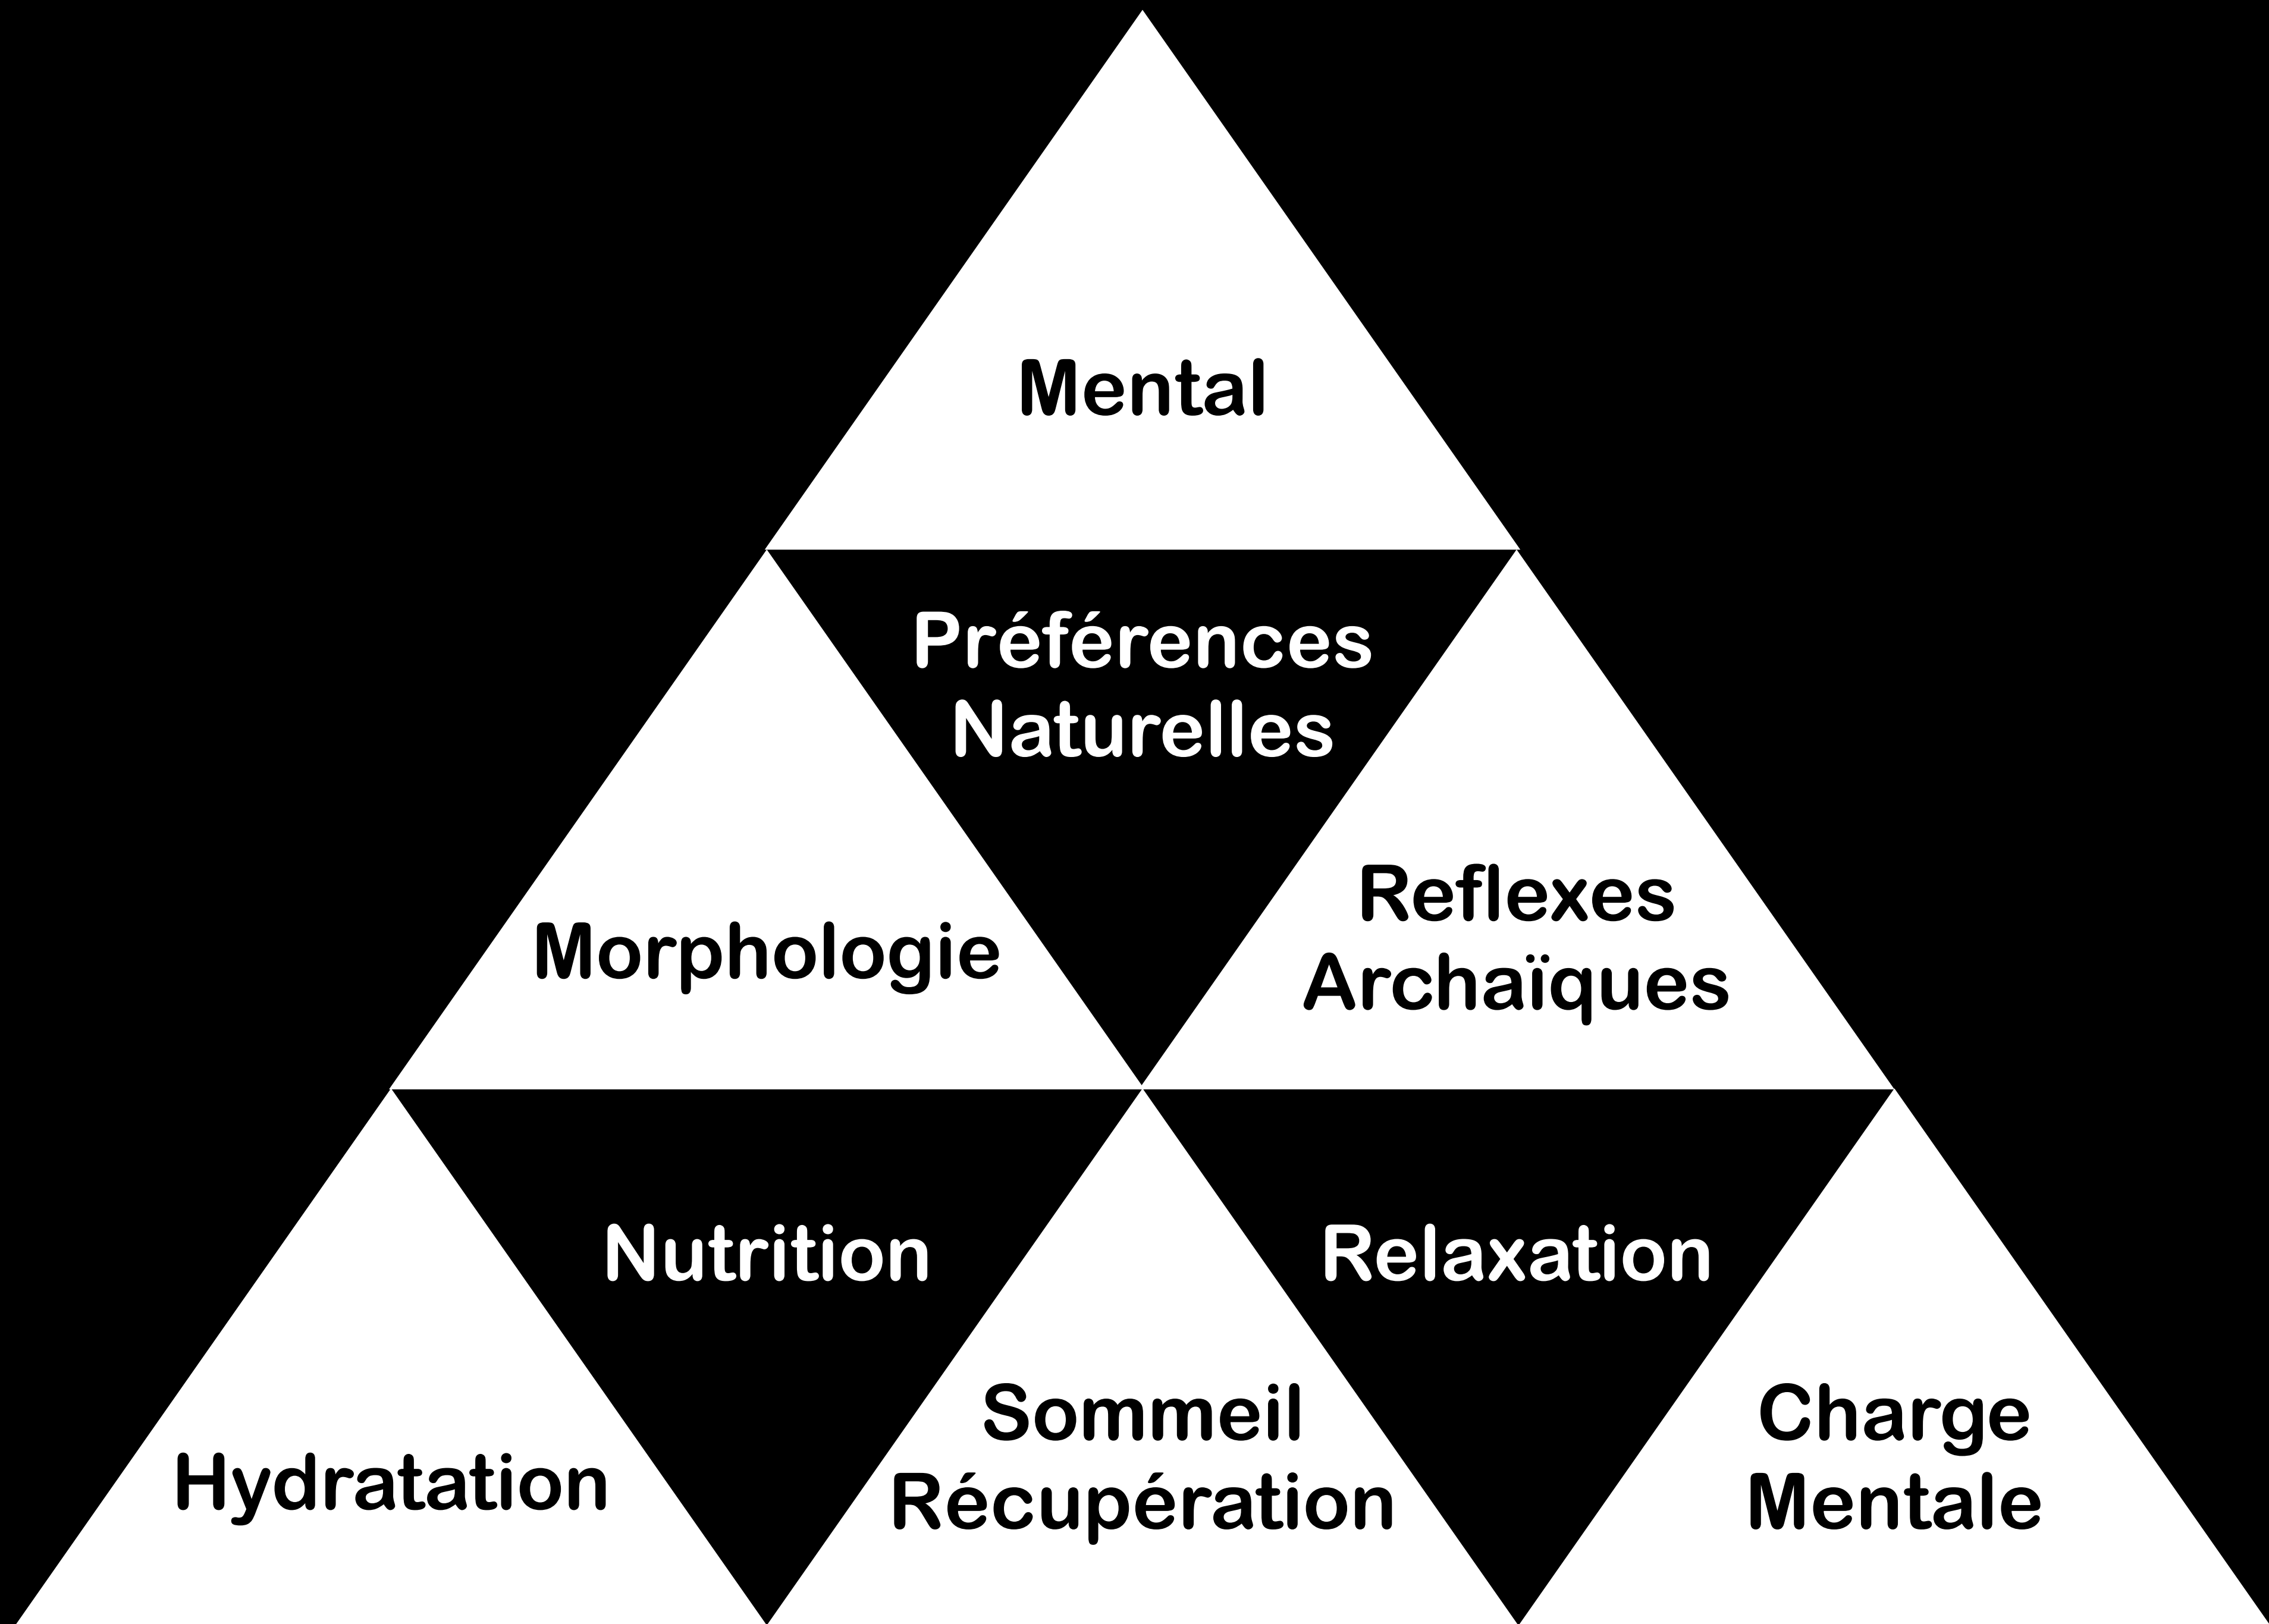 Mental
Préférences
Naturelles
Morphologie
Reflexes
Archaïques
Nutrition
Relaxation
Hydratation
Sommeil
Récupération
Charge
Mentale